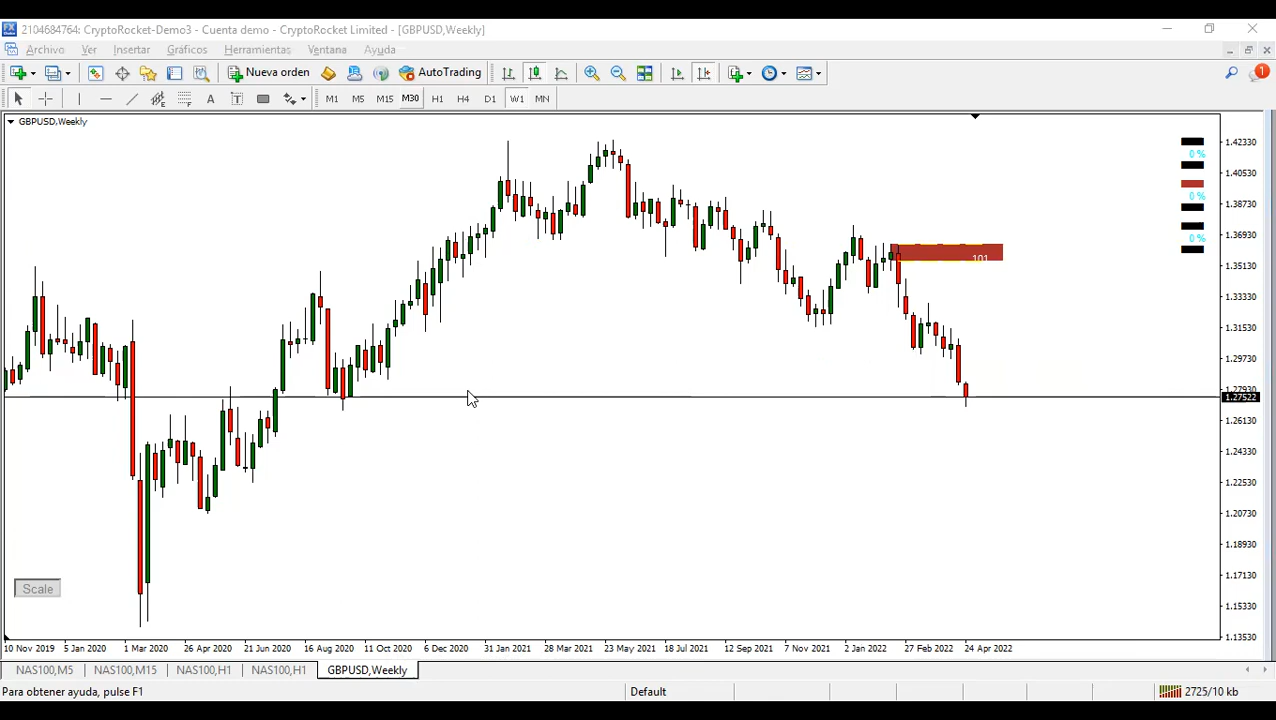 2104684764: CryptoRocket-Demo3 - Cuenta demo - CryptoRocket Limited - [GBPUSD,Weekly]
Archivo Ver Insertar Gráficos Herramientas Ventana Ayuda
Nueva orden AutoTrading 1
A T M1 M5 M15 M30 H1 H4 D1 W1 MN
GBPUSD,Weekly
1.42330
0 %
1.40530
0 %
1.38730
1.36930
0 %
101
1.35130
1.33330
1.31530
1.29730
1.27930
1.27522
1.26130
1.24330
1.22530
1.20730
1.18930
1.17130
Scale
1.15330
1.13530
10 Nov 2019 5 Jan 2020 1 Mar 2020 26 Apr 2020 21 Jun 2020 16 Aug 2020 11 Oct 2020 6 Dec 2020 31 Jan 2021 28 Mar 2021 23 May 2021 18 Jul 2021 12 Sep 2021 7 Nov 2021 2 Jan 2022 27 Feb 2022 24 Apr 2022
NAS100,M5 NAS100,M15 NAS100,H1 NAS100,H1 GBPUSD,Weekly
Para obtener ayuda, pulse F1 Default 2725/10 kb